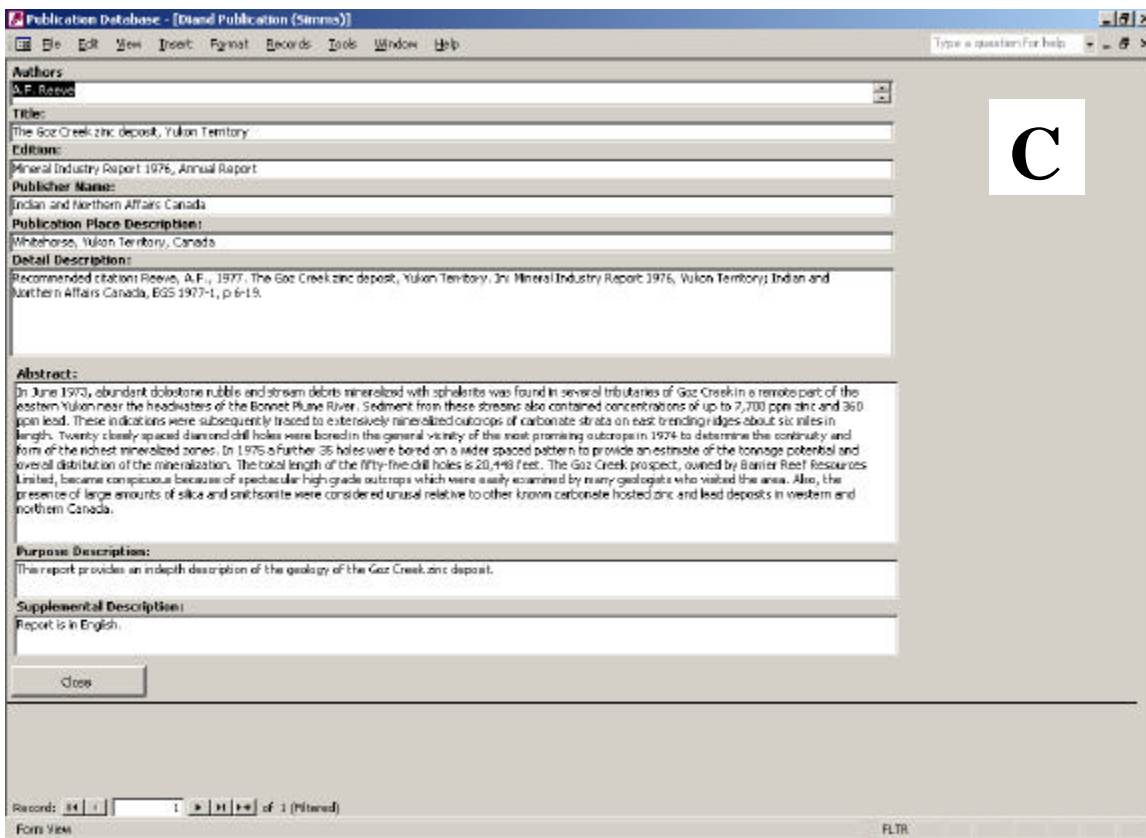 Publication Database - [Diand Publication (Simms)]
File Edit View Insert Format Records Tools Window Help
Type a question for help
Authors
A.F. Reeve
C
Title:
The Goz Creek zinc deposit, Yukon Territory
Edition:
Mineral Industry Report 1976, Annual Report
Publisher Name:
Indian and Northern Affairs Canada
Publication Place Description:
Whitehorse, Yukon Territory, Canada
Detail Description:
Recommended citation: Reeve, A.F., 1977. The Goz Creek zinc deposit, Yukon Territory. In: Mineral Industry Report 1976, Yukon Territory; Indian and
Northern Affairs Canada, EGS 1977-1, p 6-19.
Abstract:
In June 1973, abundant dolostone rubble and stream debris mineralized with sphalerite was found in several tributaries of Goz Creek in a remote part of the
eastern Yukon near the headwaters of the Bonnet Plume River. Sediment from these streams also contained concentrations of up to 7,700 ppm zinc and 360
ppm lead. These indications were subsequently traced to extensively mineralized outcrops of carbonate strata on east trending ridges about six miles in
length. Twenty closely spaced diamond drill holes were bored in the general vicinity of the most promising outcrops in 1974 to determine the continuity and
form of the richest mineralized zones. In 1975 a further 35 holes were bored on a wider spaced pattern to provide an estimate of the tonnage potential and
overall distribution of the mineralization. The total length of the fifty-five drill holes is 20,448 feet. The Goz Creek prospect, owned by Barrier Reef Resources
Limited, became conspicuous because of spectacular high grade outcrops which were easily examined by many geologists who visited the area. Also, the
presence of large amounts of silica and smithsonite were considered unusal relative to other known carbonate hosted zinc and lead deposits in western and
northern Canada.
Purpose Description:
This report provides an indepth description of the geology of the Goz Creek zinc deposit.
Supplemental Description:
Report is in English.
Close
Record: 1 of 1 (Filtered)
Form View FLTR